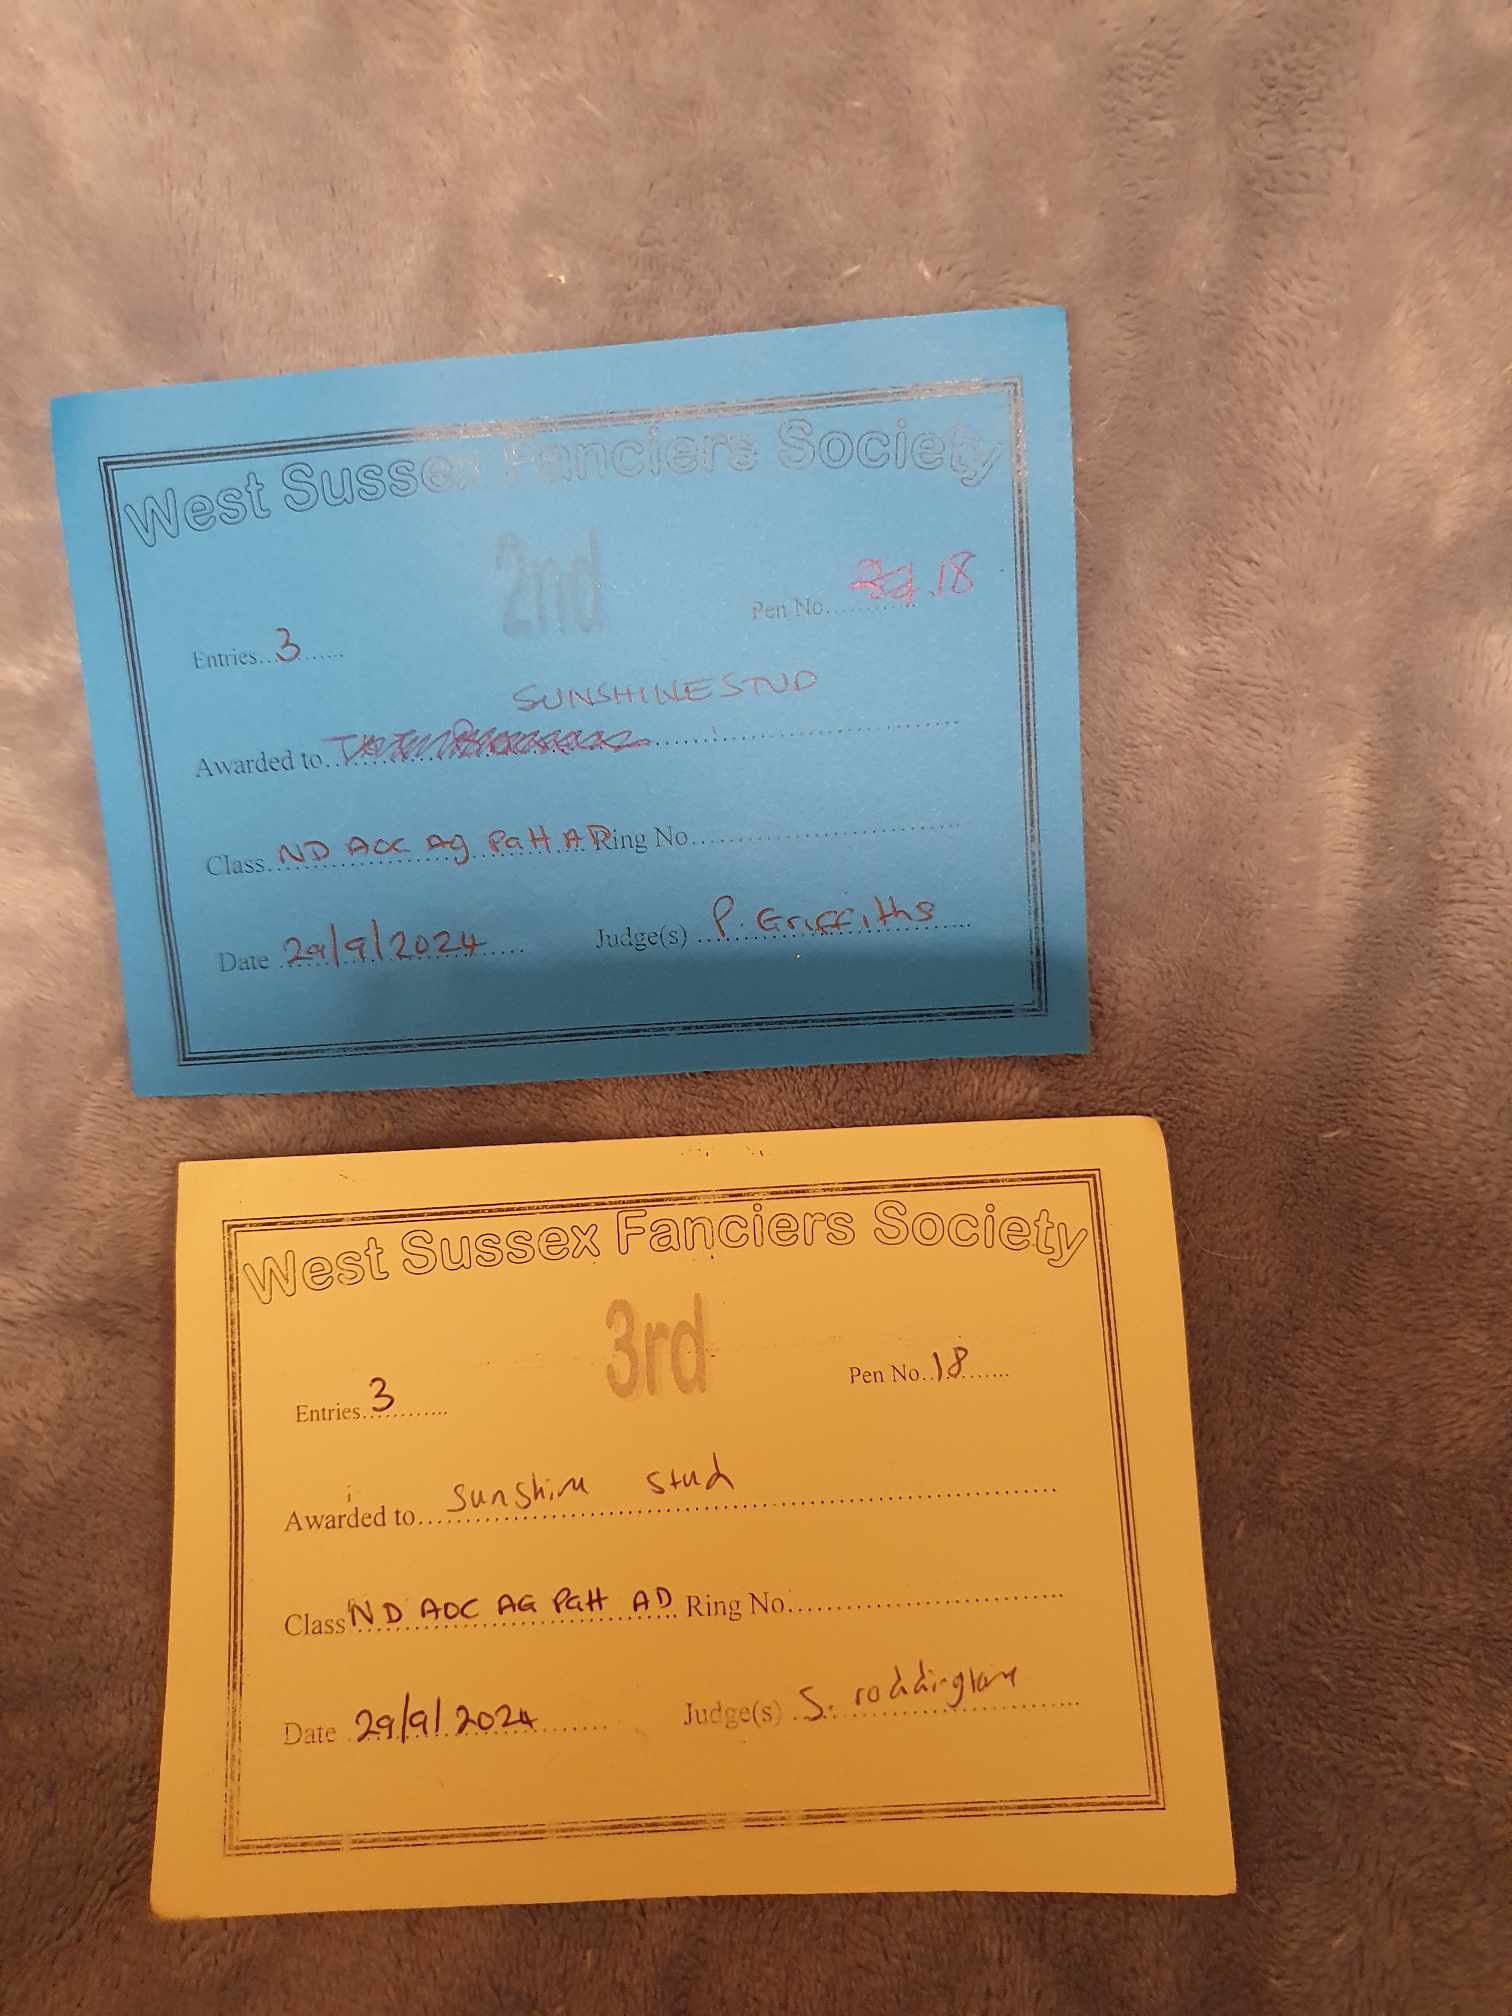 West Sussex Fanciers Society
2nd
Pen No. 18
Entries 3
SUNSHINE STUD
Awarded to
Class ND AOC Ag PaH AD Ring No
Date 29/9/2024 Judge(s) P. Griffiths
West Sussex Fanciers Society
3rd
Entries 3 Pen No. 18
Awarded to Sunshine Stud
Class ND AOC AG PaH AD Ring No
Date 29/9/2024 Judge(s) S.